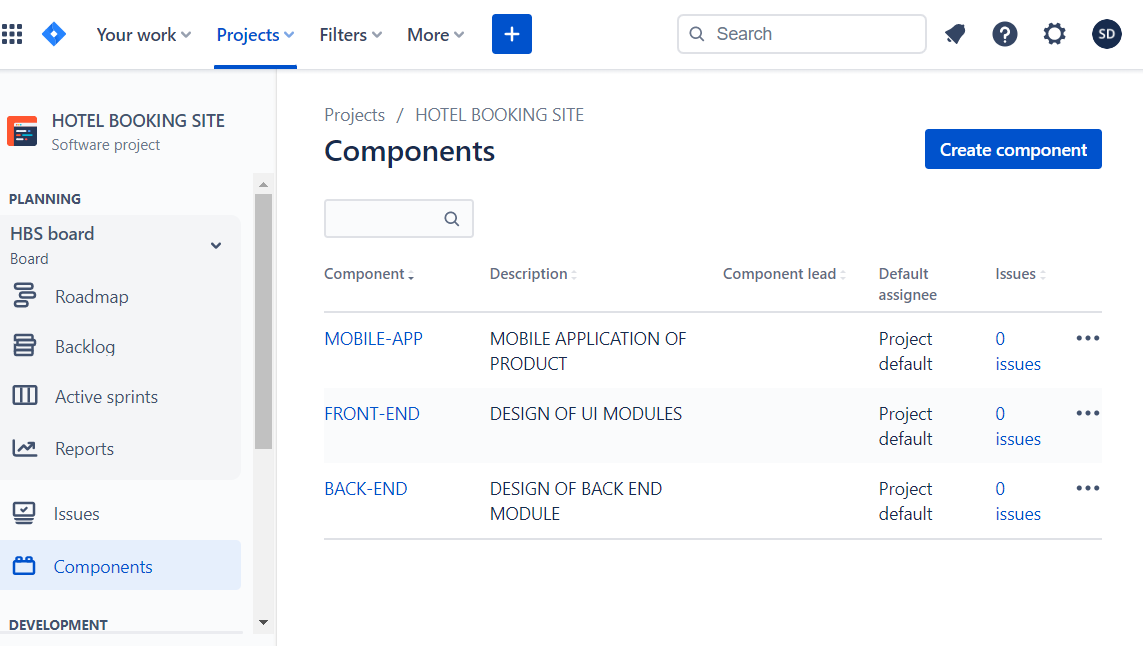 Your work
Projects
Filters
More
+
Search
SD
HOTEL BOOKING SITE
Software project
PLANNING
HBS board
Board
Roadmap
Backlog
Active sprints
Reports
Issues
Components
DEVELOPMENT
Projects / HOTEL BOOKING SITE
Components
Create component
Component Description Component lead Default Issues
assignee
MOBILE-APP MOBILE APPLICATION OF Project 0
PRODUCT default issues
FRONT-END DESIGN OF UI MODULES Project 0
default issues
BACK-END DESIGN OF BACK END Project 0
MODULE default issues